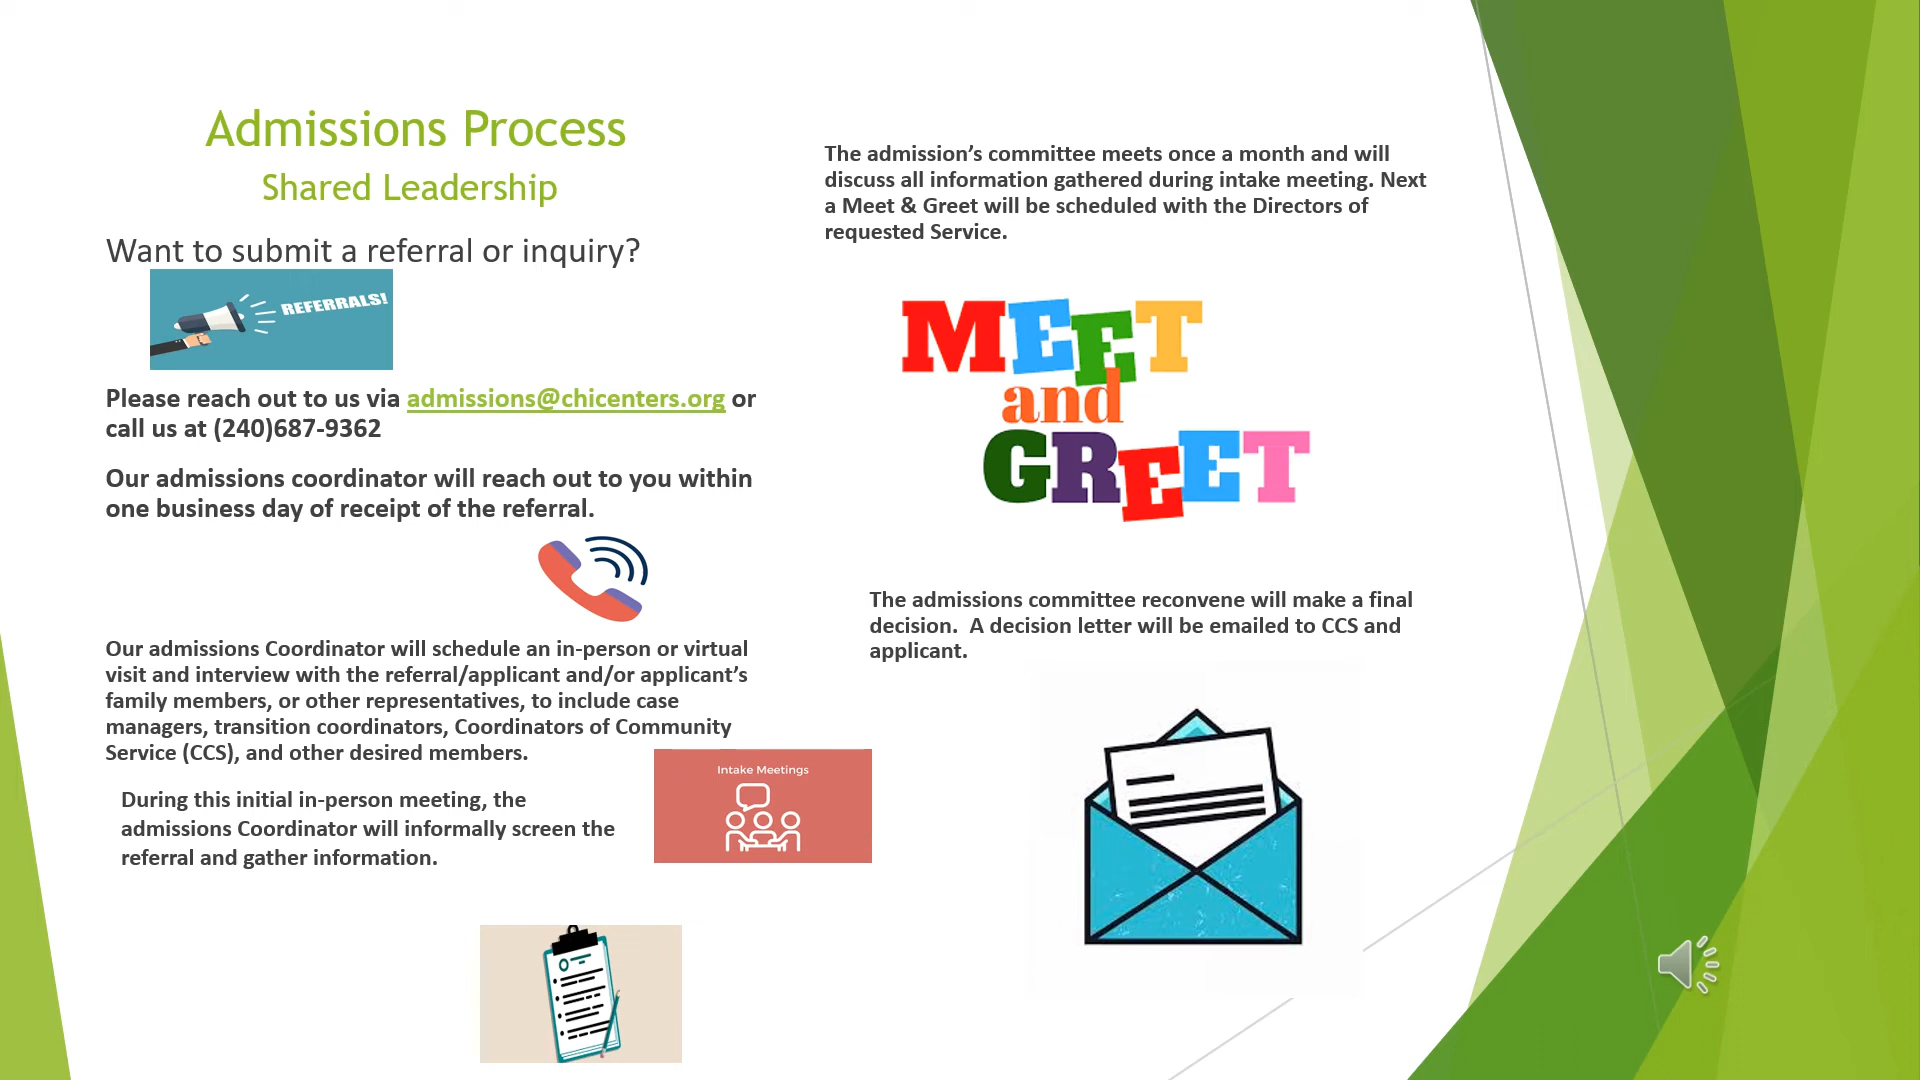 Admissions Process
Shared Leadership
Want to submit a referral or inquiry?
REFERRALS!
Please reach out to us via admissions@chicenters.org or
call us at (240)687-9362
Our admissions coordinator will reach out to you within
one business day of receipt of the referral.
Our admissions Coordinator will schedule an in-person or virtual
visit and interview with the referral/applicant and/or applicant’s
family members, or other representatives, to include case
managers, transition coordinators, Coordinators of Community
Service (CCS), and other desired members.
Intake Meetings
During this initial in-person meeting, the
admissions Coordinator will informally screen the
referral and gather information.
The admission’s committee meets once a month and will
discuss all information gathered during intake meeting. Next
a Meet & Greet will be scheduled with the Directors of
requested Service.
MEET
and
GREET
The admissions committee reconvene will make a final
decision.  A decision letter will be emailed to CCS and
applicant.